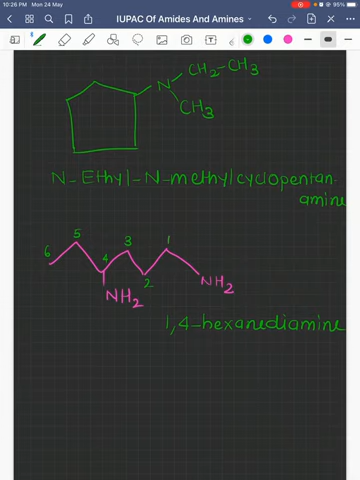 10:26 PM Mon 24 May
95%
IUPAC Of Amides And Amines
N CH2-CH3
CH3
N-Ethyl-N-methylcyclopentan
amine
6 5 4 3 2 1
NH2
NH2
1,4-hexanediamine